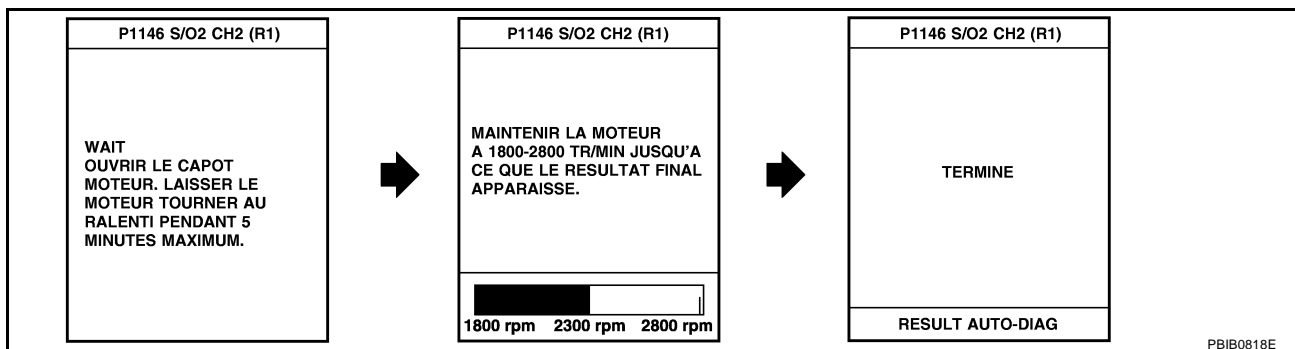 P1146 S/O2 CH2 (R1)
WAIT
OUVRIR LE CAPOT
MOTEUR. LAISSER LE
MOTEUR TOURNER AU
RALENTI PENDANT 5
MINUTES MAXIMUM.
P1146 S/O2 CH2 (R1)
MAINTENIR LA MOTEUR
A 1800-2800 TR/MIN JUSQU'A
CE QUE LE RESULTAT FINAL
APPARAISSE.
1800 rpm 2300 rpm 2800 rpm
P1146 S/O2 CH2 (R1)
TERMINE
RESULT AUTO-DIAG
PBIB0818E